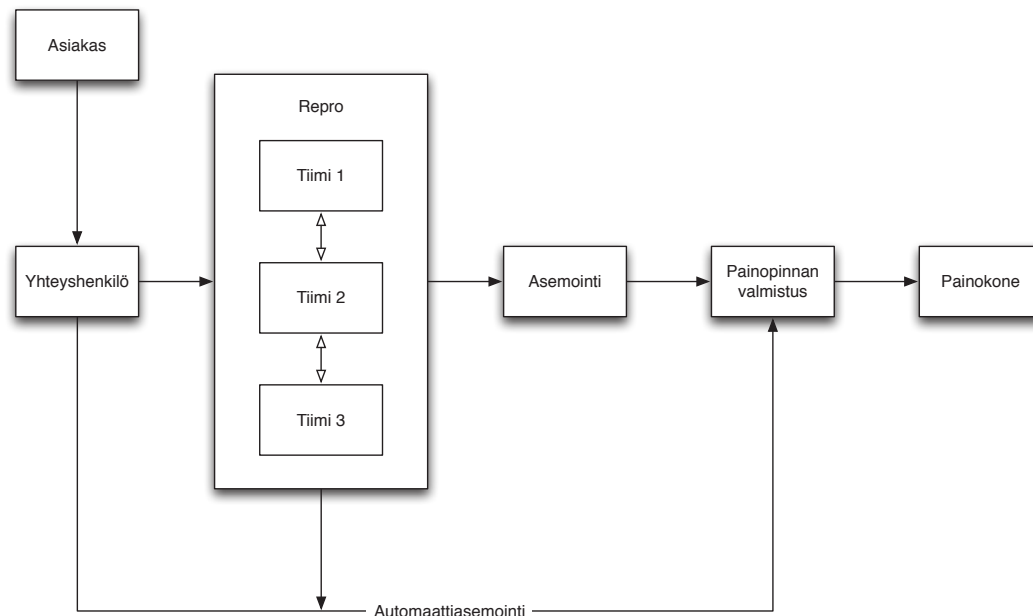 Asiakas
Repro
Tiimi 1
Yhteyshenkilö
Tiimi 2
Asemointi
Painopinnan
valmistus
Painokone
Tiimi 3
Automaattiasemointi